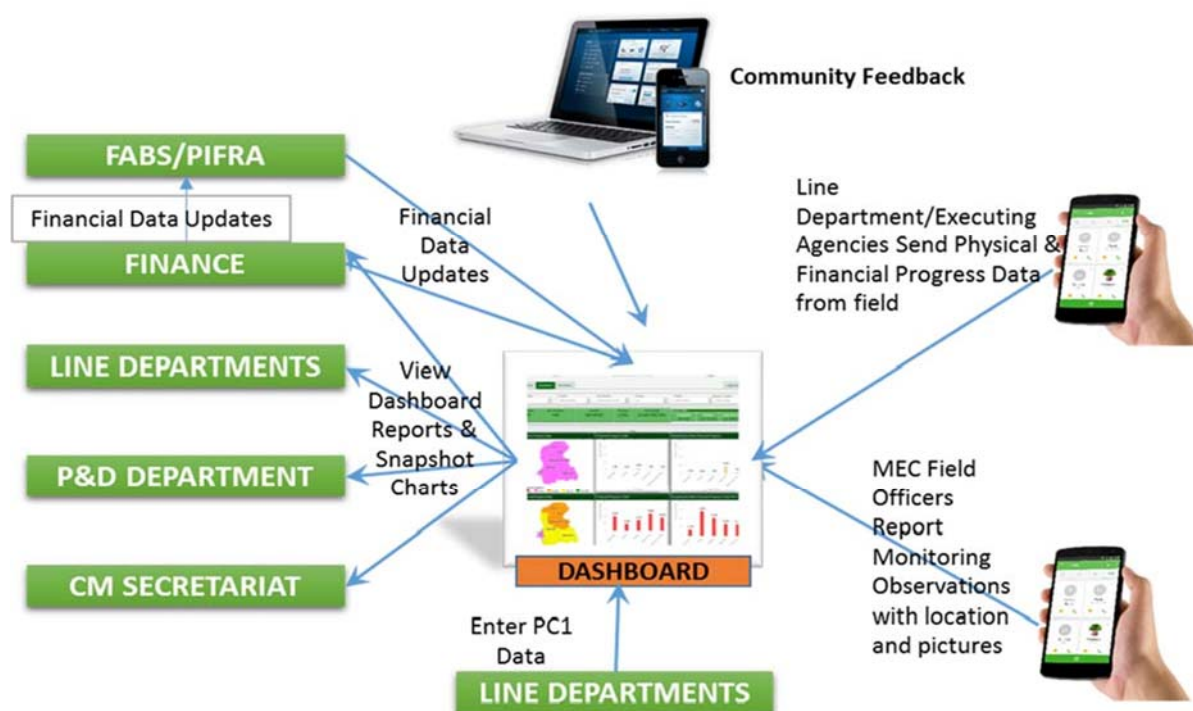 Community Feedback
FABS/PIFRA
Financial Data Updates
FINANCE
LINE DEPARTMENTS
P&D DEPARTMENT
CM SECRETARIAT
Financial
Data
Updates
View
Dashboard
Reports &
Snapshot
Charts
Line
Department/Executing
Agencies Send Physical &
Financial Progress Data
from field
MEC Field
Officers
Report
Monitoring
Observations
with location
and pictures
DASHBOARD
Enter PC1
Data
LINE DEPARTMENTS